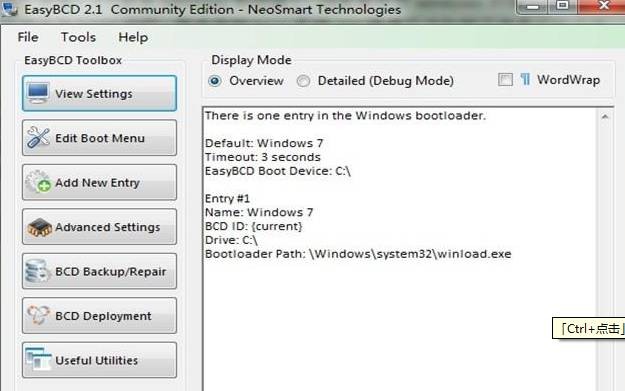 EasyBCD 2.1 Community Edition - NeoSmart Technologies
File Tools Help
EasyBCD Toolbox
View Settings
Edit Boot Menu
Add New Entry
Advanced Settings
BCD Backup/Repair
BCD Deployment
Useful Utilities
Display Mode
Overview
Detailed (Debug Mode)
¶ WordWrap
There is one entry in the Windows bootloader.
Default: Windows 7
Timeout: 3 seconds
EasyBCD Boot Device: C:\
Entry #1
Name: Windows 7
BCD ID: {current}
Drive: C:\
Bootloader Path: \Windows\system32\winload.exe
「Ctrl+点击」